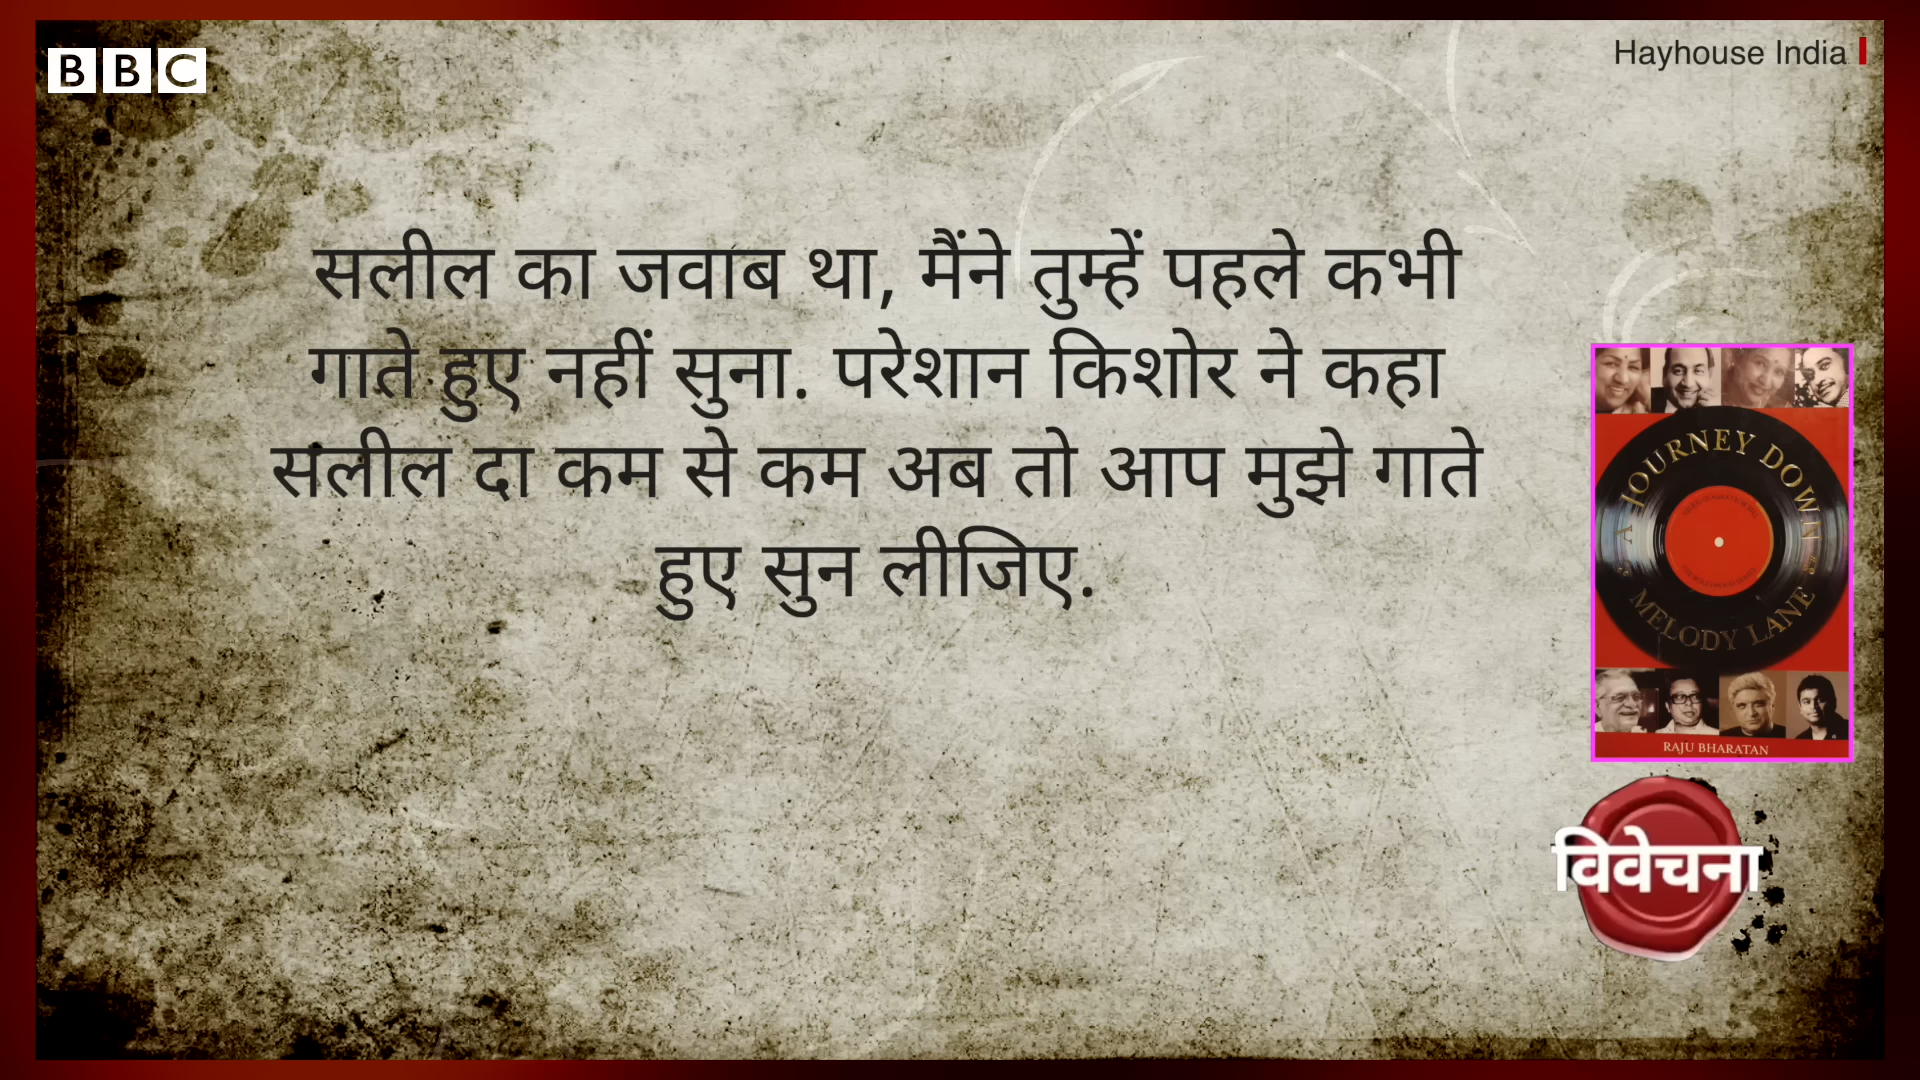 BBC
Hayhouse India
सलील का जवाब था, मैंने तुम्हें पहले कभी
गाते हुए नहीं सुना. परेशान किशोर ने कहा
सलील दा कम से कम अब तो आप मुझे गाते
हुए सुन लीजिए.
A JOURNEY DOWN
MELODY LANE
RAJU BHARATAN
विवेचना